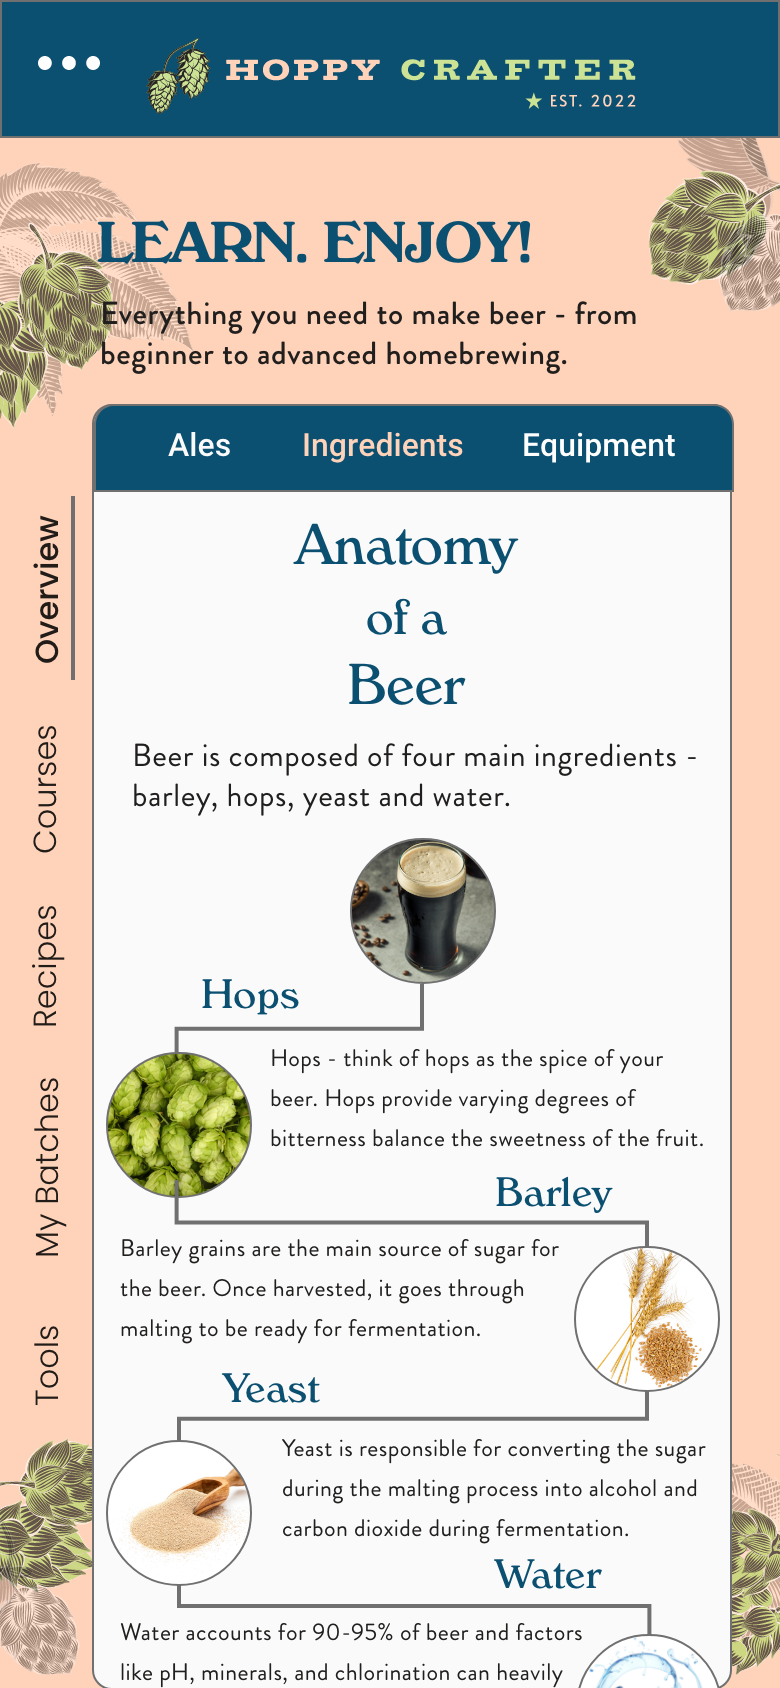 HOPPY CRAFTER
★ EST. 2022
LEARN. ENJOY!
Everything you need to make beer - from
beginner to advanced homebrewing.
Ales Ingredients Equipment
Overview
Courses
Recipes
My Batches
Tools
Anatomy
of a
Beer
Beer is composed of four main ingredients -
barley, hops, yeast and water.
Hops
Hops - think of hops as the spice of your
beer. Hops provide varying degrees of
bitterness balance the sweetness of the fruit.
Barley
Barley grains are the main source of sugar for
the beer. Once harvested, it goes through
malting to be ready for fermentation.
Yeast
Yeast is responsible for converting the sugar
during the malting process into alcohol and
carbon dioxide during fermentation.
Water
Water accounts for 90-95% of beer and factors
like pH, minerals, and chlorination can heavily